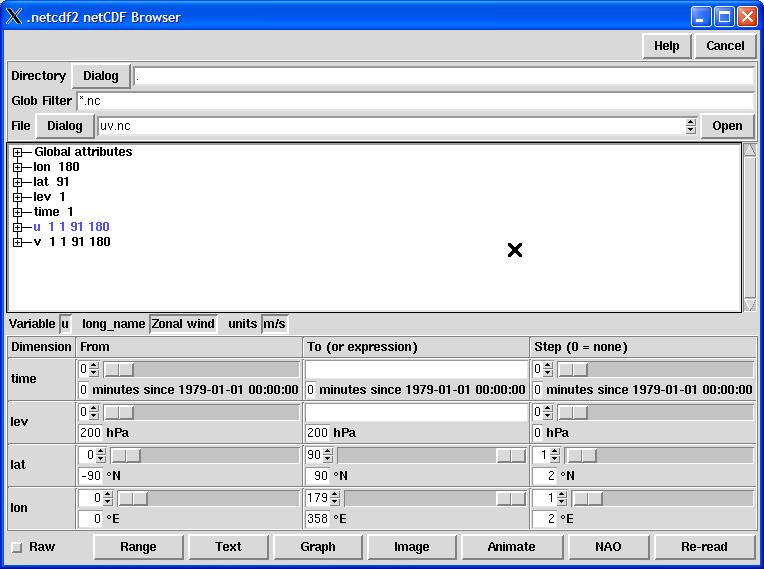 .netcdf2 netCDF Browser
Help Cancel
Directory Dialog .
Glob Filter *.nc
File Dialog uv.nc Open
Global attributes
lon 180
lat 91
lev 1
time 1
u 1 1 91 180
v 1 1 91 180
Variable u long_name Zonal wind units m/s
Dimension From To (or expression) Step (0 = none)
time 0 0
0 minutes since 1979-01-01 00:00:00 0 minutes since 1979-01-01 00:00:00 0 minutes since 1979-01-01 00:00:00
lev 0 0
200 hPa 200 hPa 0 hPa
lat 0 90 1
-90 °N 90 °N 2 °N
lon 0 179 1
0 °E 358 °E 2 °E
Raw Range Text Graph Image Animate NAO Re-read